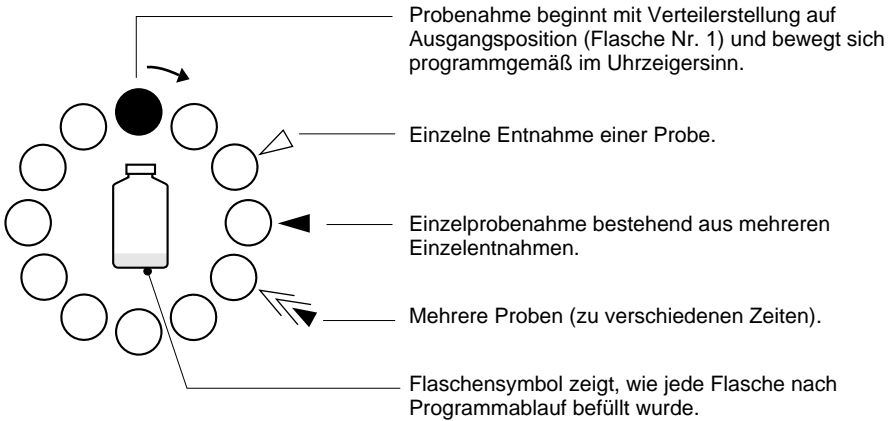 Probenahme beginnt mit Verteilerstellung auf
Ausgangsposition (Flasche Nr. 1) und bewegt sich
programmgemäß im Uhrzeigersinn.
Einzelne Entnahme einer Probe.
Einzelprobenahme bestehend aus mehreren
Einzelentnahmen.
Mehrere Proben (zu verschiedenen Zeiten).
Flaschensymbol zeigt, wie jede Flasche nach
Programmablauf befüllt wurde.